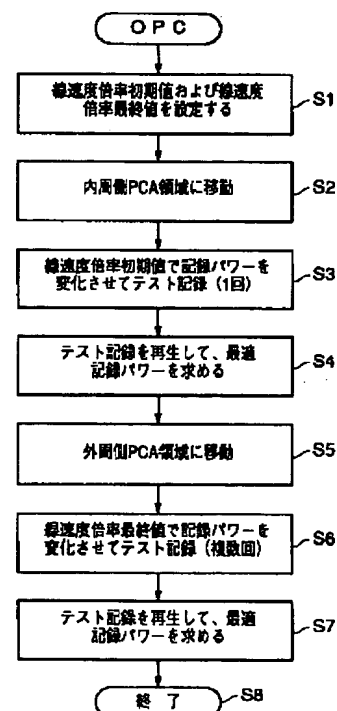 OPC
線速度倍率初期値および線速度
倍率最終値を設定する
S1
内周側PCA領域に移動
S2
線速度倍率初期値で記録パワーを
変化させてテスト記録（1回）
S3
テスト記録を再生して、最適
記録パワーを求める
S4
外周側PCA領域に移動
S5
線速度倍率最終値で記録パワーを
変化させてテスト記録（複数回）
S6
テスト記録を再生して、最適
記録パワーを求める
S7
終了
S8